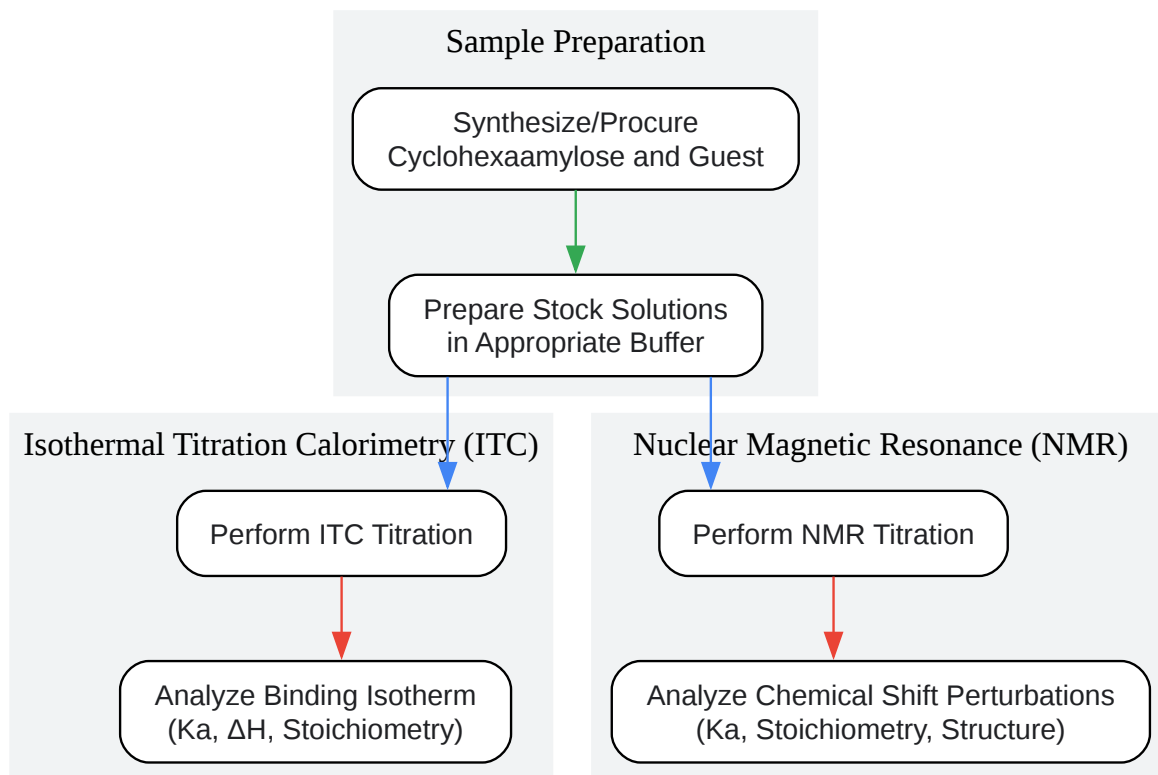 Sample Preparation
Synthesize/Procure
Cyclohexaamylose and Guest
Prepare Stock Solutions
in Appropriate Buffer
Isothermal Titration Calorimetry (ITC)
Perform ITC Titration
Analyze Binding Isotherm
(Ka, ΔH, Stoichiometry)
Nuclear Magnetic Resonance (NMR)
Perform NMR Titration
Analyze Chemical Shift Perturbations
(Ka, Stoichiometry, Structure)